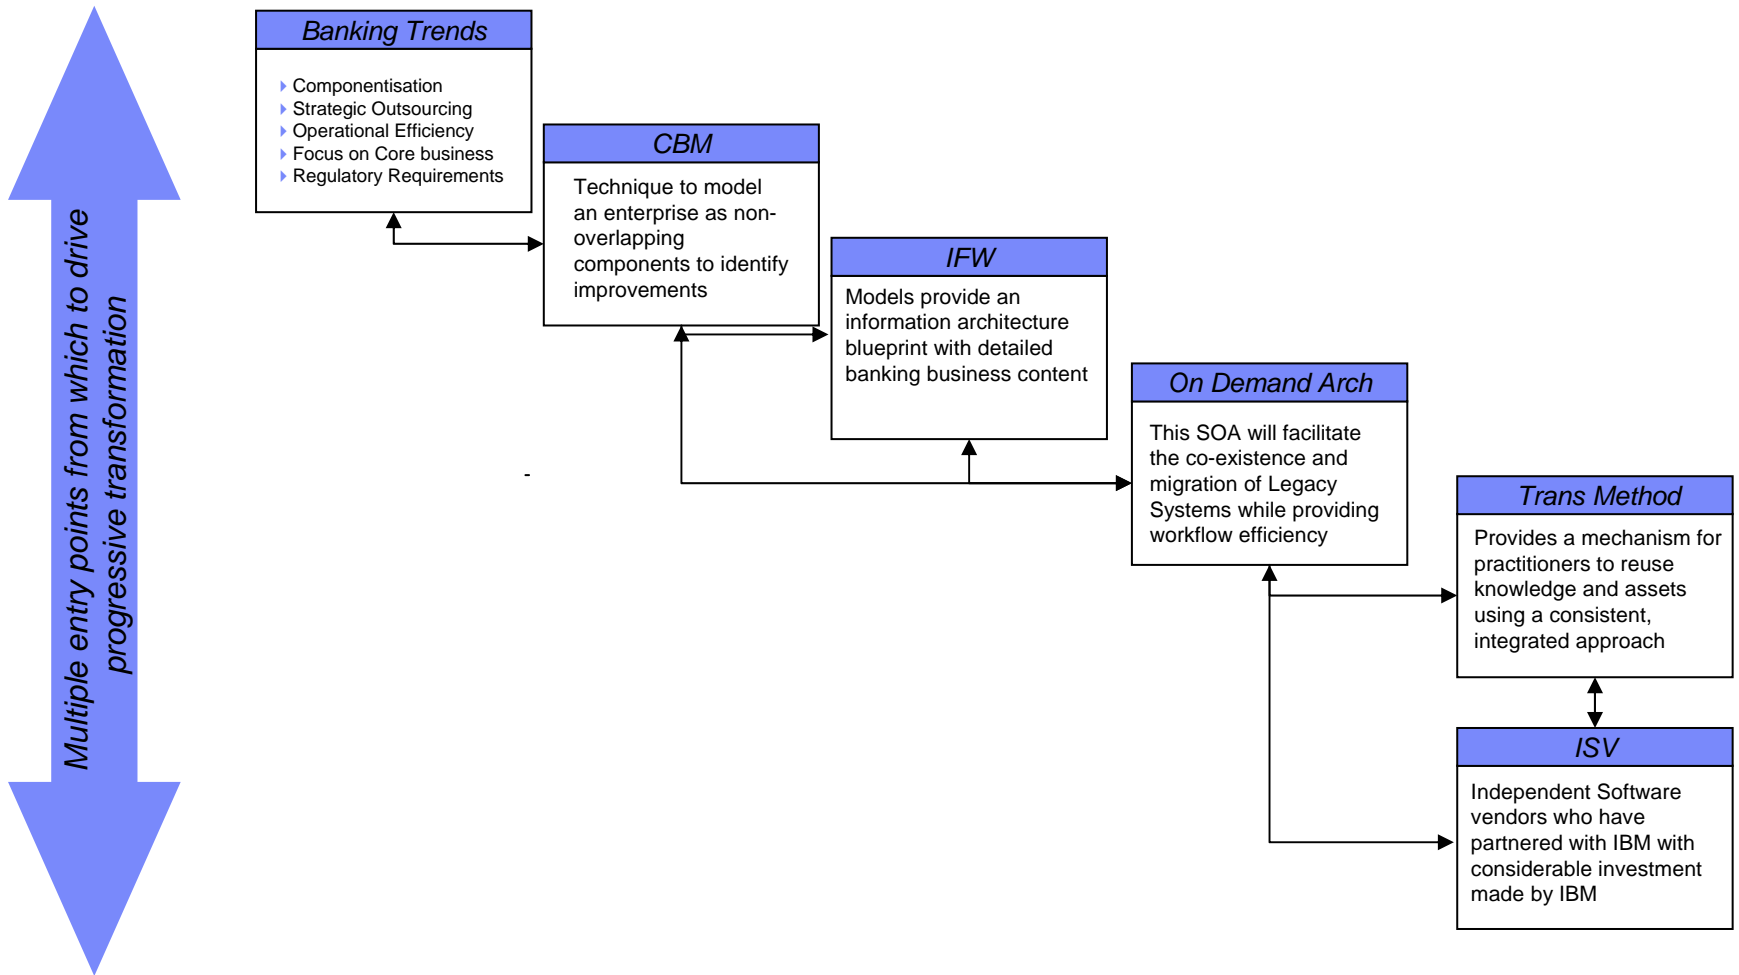 Multiple entry points from which to drive
progressive transformation
Banking Trends
Componentisation
Strategic Outsourcing
Operational Efficiency
Focus on Core business
Regulatory Requirements
CBM
Technique to model
an enterprise as non-
overlapping
components to identify
improvements
IFW
Models provide an
information architecture
blueprint with detailed
banking business content
-
On Demand Arch
This SOA will facilitate
the co-existence and
migration of Legacy
Systems while providing
workflow efficiency
Trans Method
Provides a mechanism for
practitioners to reuse
knowledge and assets
using a consistent,
integrated approach
ISV
Independent Software
vendors who have
partnered with IBM with
considerable investment
made by IBM